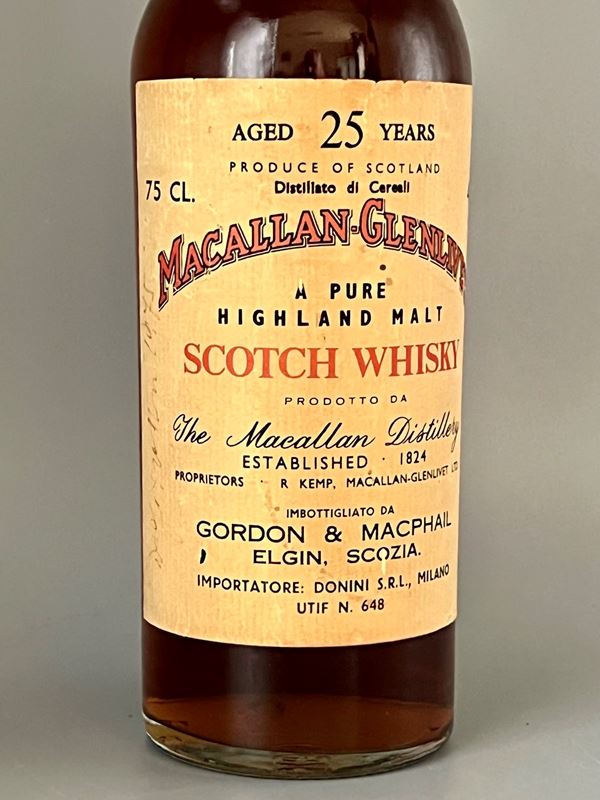 AGED 25 YEARS
PRODUCE OF SCOTLAND
75 CL.
Distillato di Cereali
MACALLAN-GLENLIVE
A PURE
HIGHLAND MALT
SCOTCH WHISKY
PRODOTTO DA
The Macallan Distillery
ESTABLISHED · 1824
PROPRIETORS · R KEMP, MACALLAN-GLENLIVET LTD
IMBOTTIGLIATO DA
GORDON & MACPHAIL
ELGIN, SCOZIA.
IMPORTATORE: DONINI S.R.L., MILANO
UTIF N. 648